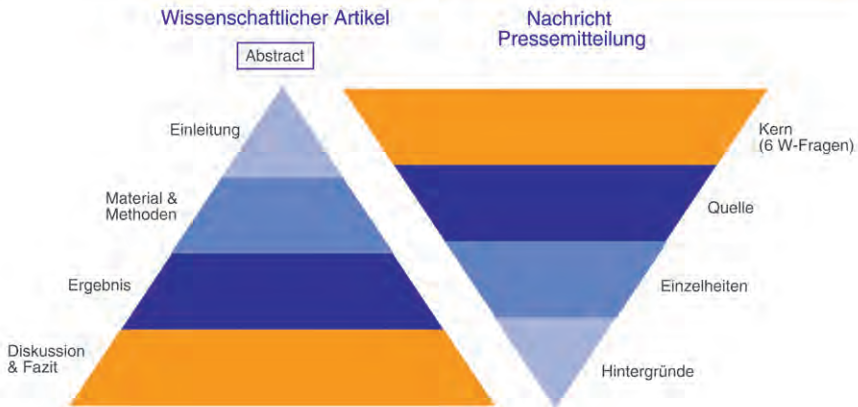 Wissenschaftlicher Artikel
Abstract
Einleitung
Material &
Methoden
Ergebnis
Diskussion
& Fazit
Nachricht
Pressemitteilung
Kern
(6 W-Fragen)
Quelle
Einzelheiten
Hintergründe